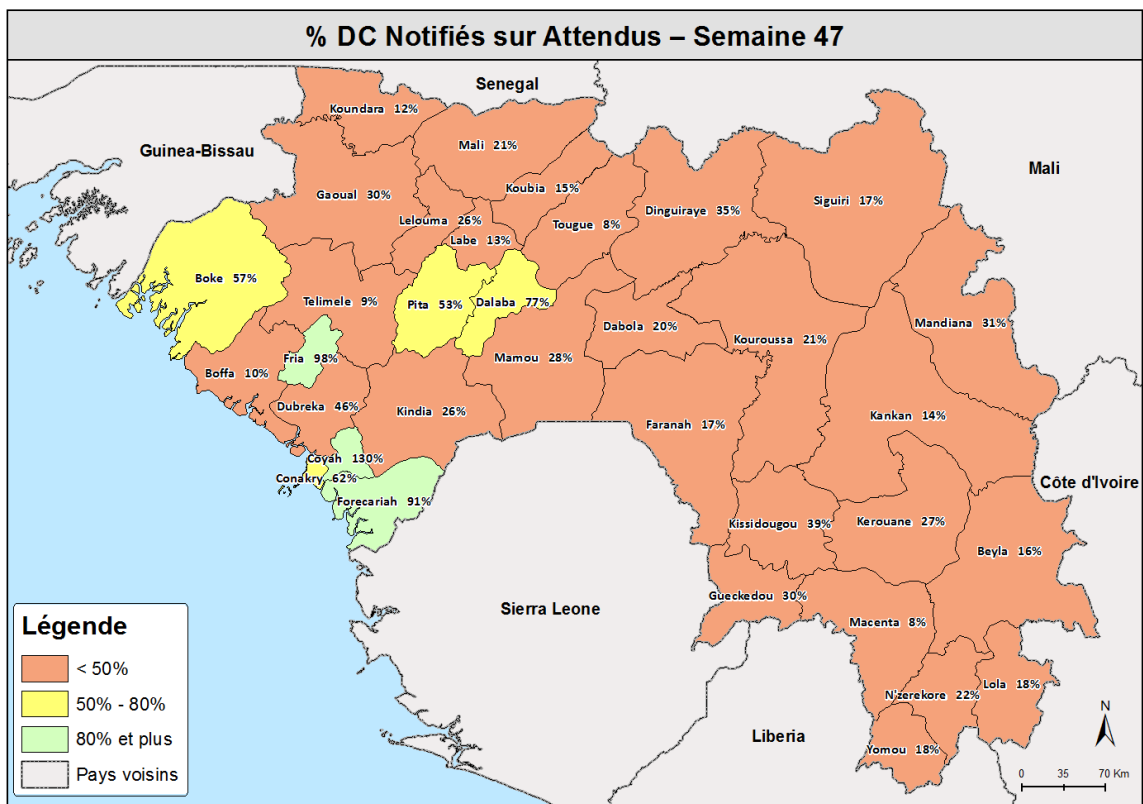 % DC Notifiés sur Attendus – Semaine 47
Senegal
Koundara 12%
Mali 21%
Guinea-Bissau
Mali
Koubia 15%
Gaoual 30%
Siguiri 17%
Dinguiraye 35%
Lelouma 26%
Tougue 8%
Labe 13%
Boke 57%
Telimele 9%
Pita 53%
Dalaba 77%
Mandiana 31%
Dabola 20%
Kouroussa 21%
Fria 98%
Mamou 28%
Boffa 10%
Dubreka 46%
Kindia 26%
Kankan 14%
Faranah 17%
Coyah 130%
Conakry 62%
Côte d'Ivoire
Forecariah 91%
Kissidougou 39%
Kerouane 27%
Beyla 16%
Gueckedou 30%
Sierra Leone
Macenta 8%
Lola 18%
N'zerekore 22%
Liberia
Yomou 18%
Légende
< 50%
50% - 80%
80% et plus
Pays voisins
N
0 35 70 Km